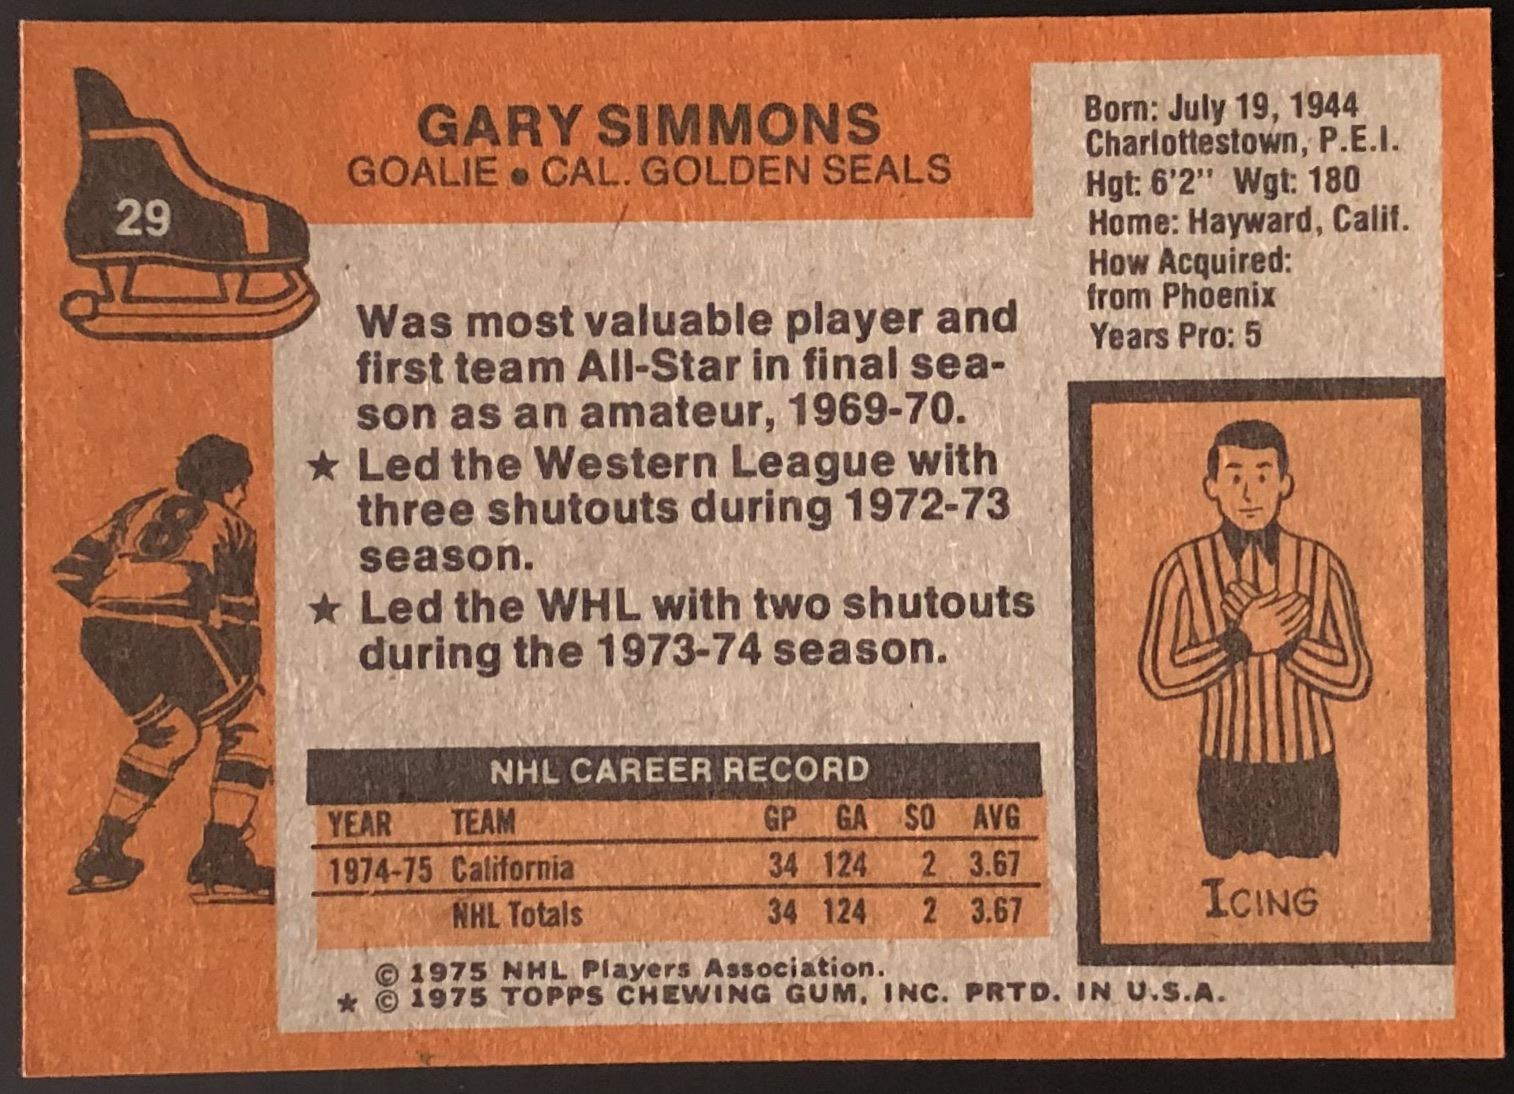 29
GARY SIMMONS
GOALIE • CAL. GOLDEN SEALS
Born: July 19, 1944
Charlottestown, P.E.I.
Hgt: 6'2" Wgt: 180
Home: Hayward, Calif.
How Acquired:
from Phoenix
Years Pro: 5
Was most valuable player and
first team All-Star in final sea-
son as an amateur, 1969-70.
★ Led the Western League with
three shutouts during 1972-73
season.
★ Led the WHL with two shutouts
during the 1973-74 season.
8
NHL CAREER RECORD
YEAR TEAM GP GA SO AVG
1974-75 California 34 124 2 3.67
NHL Totals 34 124 2 3.67
ICING
© 1975 NHL Players Association.
★ © 1975 TOPPS CHEWING GUM, INC. PRTD. IN U.S.A.